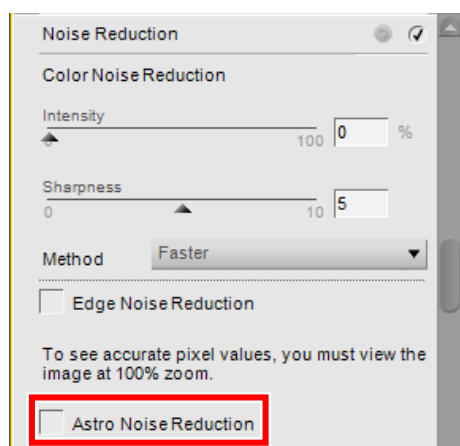 Noise Reduction
Color Noise Reduction
Intensity
0 100 0 %
Sharpness
0 10 5
Method Faster
Edge Noise Reduction
To see accurate pixel values, you must view the
image at 100% zoom.
Astro Noise Reduction